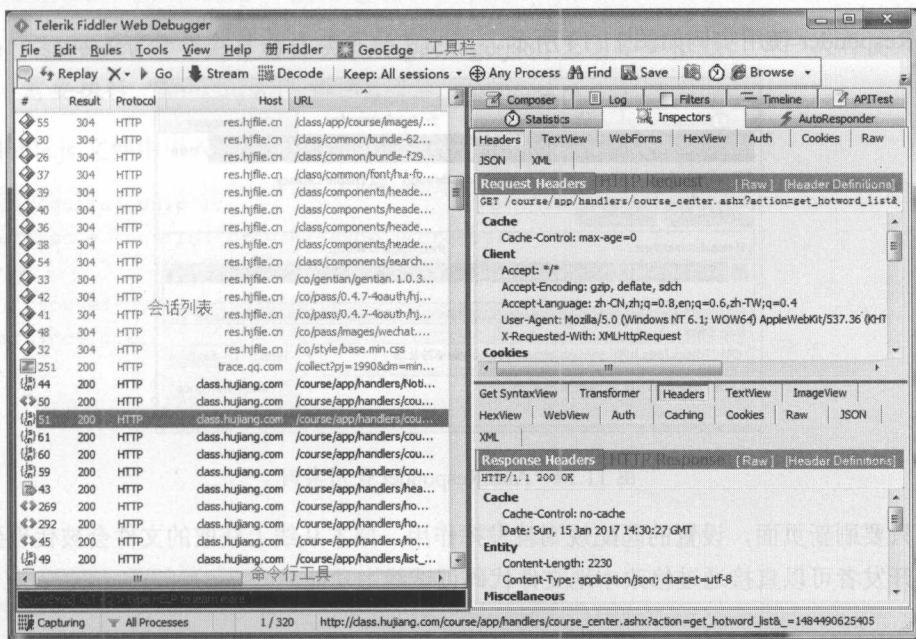 Telerik Fiddler Web Debugger
File Edit Rules Tools View Help Fiddler GeoEdge 工具栏
Replay X Go Stream Decode Keep: All sessions Any Process Find Save Browse
# Result Protocol Host URL
55 304 HTTP res.hjfile.cn /class/app/course/images/...
30 304 HTTP res.hjfile.cn /class/common/bundle-62...
26 304 HTTP res.hjfile.cn /class/common/bundle-f29...
37 304 HTTP res.hjfile.cn /class/common/font/hui-fo...
39 304 HTTP res.hjfile.cn /class/components/heade...
40 304 HTTP res.hjfile.cn /class/components/heade...
36 304 HTTP res.hjfile.cn /class/components/heade...
38 304 HTTP res.hjfile.cn /class/components/heade...
54 304 HTTP res.hjfile.cn /class/components/search...
33 304 HTTP res.hjfile.cn /co/gentian/gentian.1.0.3...
42 304 HTTP res.hjfile.cn /co/pass/0.4.7-4oauth/hj...
41 304 HTTP res.hjfile.cn /co/pass/0.4.7-4oauth/hj...
会话列表
48 304 HTTP res.hjfile.cn /co/pass/images/wechat....
32 304 HTTP res.hjfile.cn /co/style/base.min.css
251 200 HTTP trace.qq.com /collect?pj=1990&dm=min...
44 200 HTTP class.hujiang.com /course/app/handlers/Noti...
50 200 HTTP class.hujiang.com /course/app/handlers/cou...
51 200 HTTP class.hujiang.com /course/app/handlers/cou...
61 200 HTTP class.hujiang.com /course/app/handlers/cou...
60 200 HTTP class.hujiang.com /course/app/handlers/cou...
59 200 HTTP class.hujiang.com /course/app/handlers/cou...
43 200 HTTP class.hujiang.com /course/app/handlers/hea...
269 200 HTTP class.hujiang.com /course/app/handlers/ho...
292 200 HTTP class.hujiang.com /course/app/handlers/ho...
45 200 HTTP class.hujiang.com /course/app/handlers/ho...
49 200 HTTP class.hujiang.com /course/app/handlers/list_...
命令行工具
Composer Log Filters Timeline APITest
Statistics Inspectors AutoResponder
Headers TextView WebForms HexView Auth Cookies Raw
JSON XML
Request Headers HTTP Request [Raw] [Header Definitions]
GET /course/app/handlers/course_center.ashx?action=get_hotword_list&_
Cache
Cache-Control: max-age=0
Client
Accept: */*
Accept-Encoding: gzip, deflate, sdch
Accept-Language: zh-CN,zh;q=0.8,en;q=0.6,zh-TW;q=0.4
User-Agent: Mozilla/5.0 (Windows NT 6.1; WOW64) AppleWebKit/537.36 (KHT
X-Requested-With: XMLHttpRequest
Cookies
Get SyntaxView Transformer Headers TextView ImageView
HexView WebView Auth Caching Cookies Raw JSON
XML
Response Headers HTTP Response [Raw] [Header Definitions]
HTTP/1.1 200 OK
Cache
Cache-Control: no-cache
Date: Sun, 15 Jan 2017 14:30:27 GMT
Entity
Content-Length: 2230
Content-Type: application/json; charset=utf-8
Miscellaneous
Capturing All Processes 1 / 320 http://class.hujiang.com/course/app/handlers/course_center.ashx?action=get_hotword_list&_=1484490625405